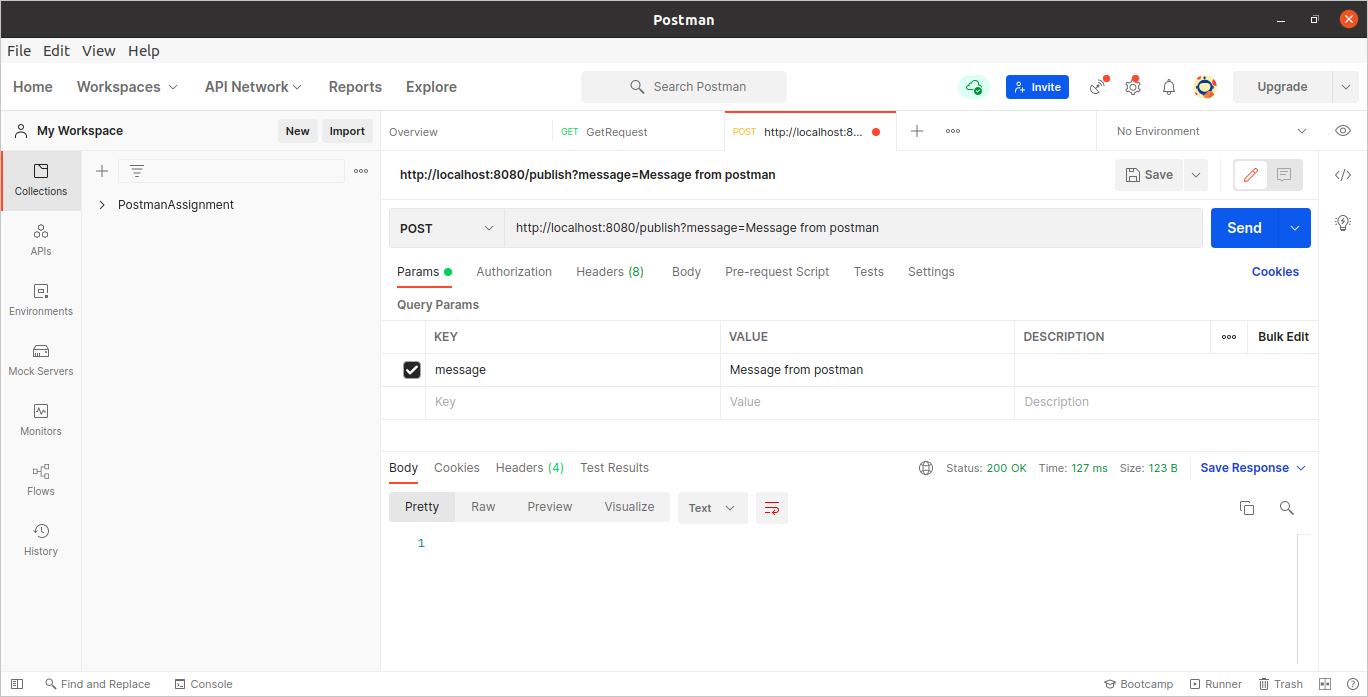 Postman
File Edit View Help
Home Workspaces API Network Reports Explore Search Postman Invite Upgrade
My Workspace New Import Overview GET GetRequest POST http://localhost:8... No Environment
Collections
APIs
Environments
Mock Servers
Monitors
Flows
History
PostmanAssignment
http://localhost:8080/publish?message=Message from postman Save
POST http://localhost:8080/publish?message=Message from postman Send
Params Authorization Headers (8) Body Pre-request Script Tests Settings Cookies
Query Params
KEY VALUE DESCRIPTION Bulk Edit
message Message from postman
Key Value Description
Body Cookies Headers (4) Test Results Status: 200 OK Time: 127 ms Size: 123 B Save Response
Pretty Raw Preview Visualize Text
1
Find and Replace Console Bootcamp Runner Trash